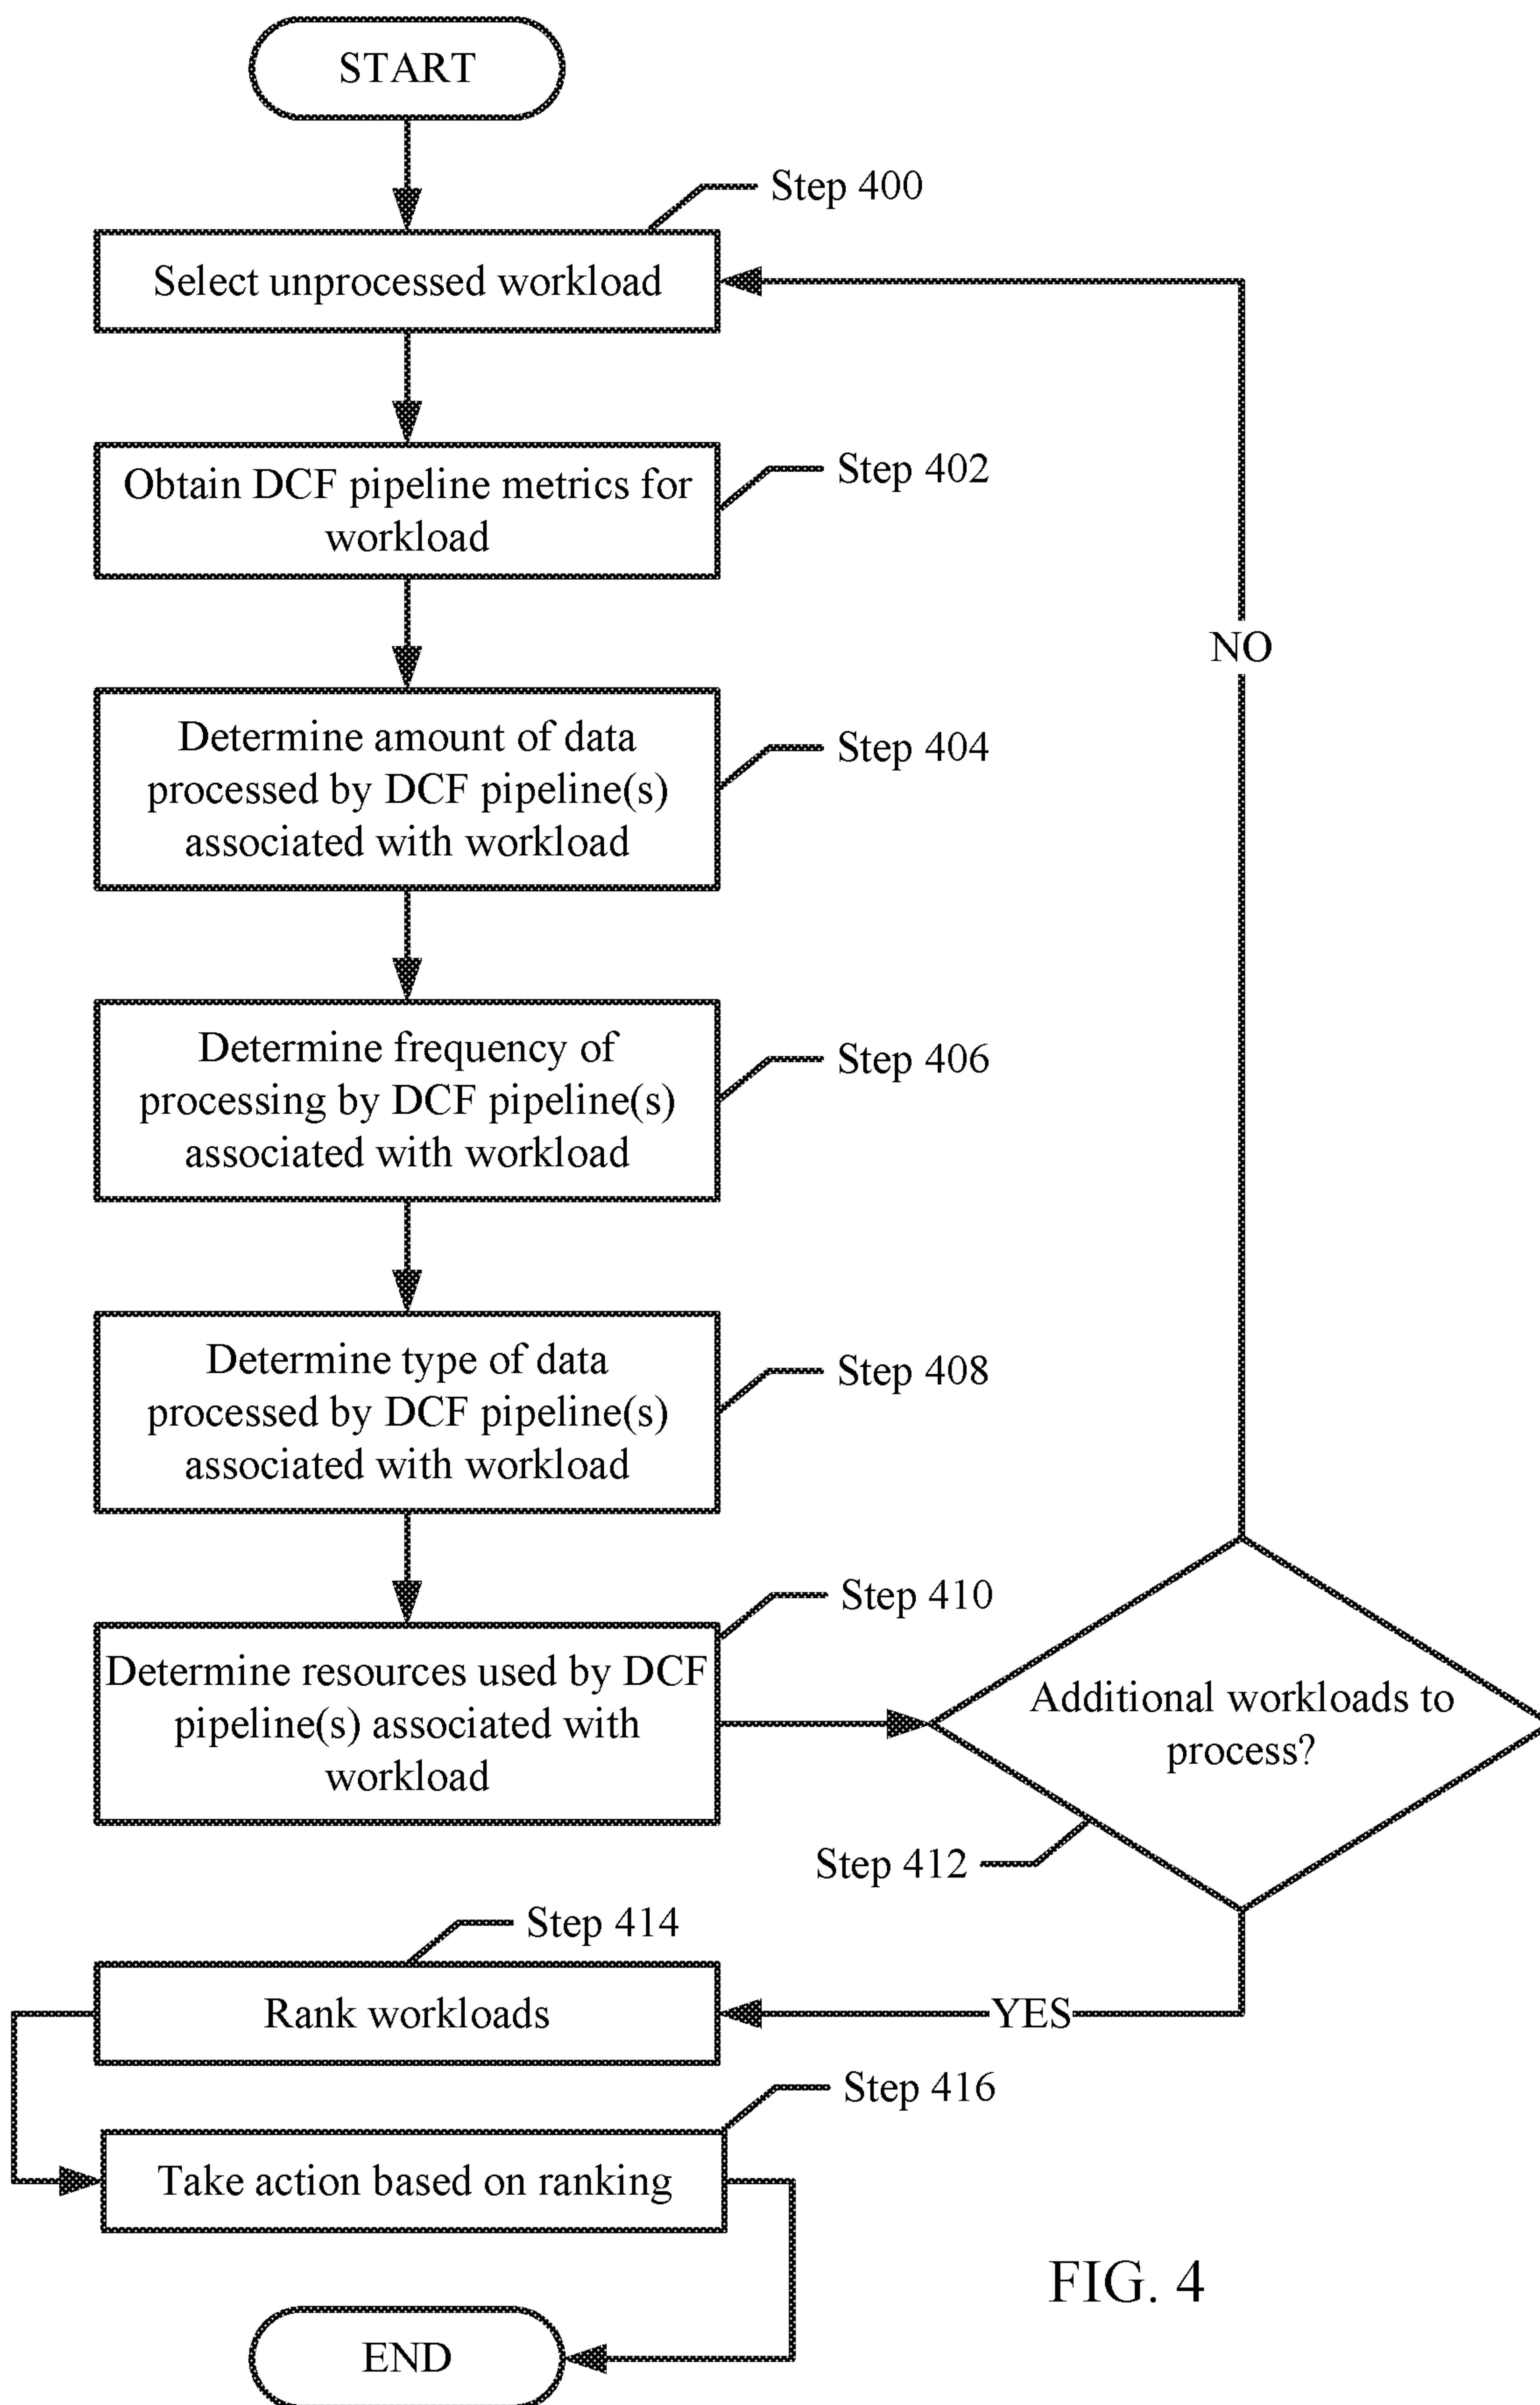 START
Step 400
Select unprocessed workload
Step 402
Obtain DCF pipeline metrics for
workload
NO
Step 404
Determine amount of data
processed by DCF pipeline(s)
associated with workload
Step 406
Determine frequency of
processing by DCF pipeline(s)
associated with workload
Step 408
Determine type of data
processed by DCF pipeline(s)
associated with workload
Step 410
Determine resources used by DCF
pipeline(s) associated with
workload
Additional workloads to
process?
Step 412
Step 414
Rank workloads
YES
Step 416
Take action based on ranking
FIG. 4
END